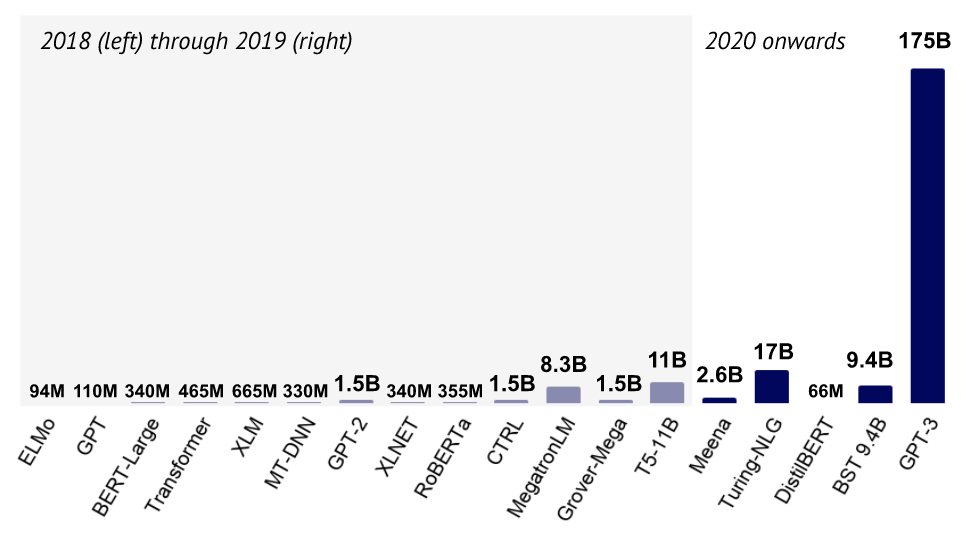 2018 (left) through 2019 (right)
2020 onwards
175B
94M
110M
340M
465M
665M
330M
1.5B
340M
355M
1.5B
8.3B
1.5B
11B
2.6B
17B
66M
9.4B
ELMo
GPT
BERT-Large
Transformer
XLM
MT-DNN
GPT-2
XLNET
RoBERTa
CTRL
MegatronLM
Grover-Mega
T5-11B
Meena
Turing-NLG
DistilBERT
BST 9.4B
GPT-3